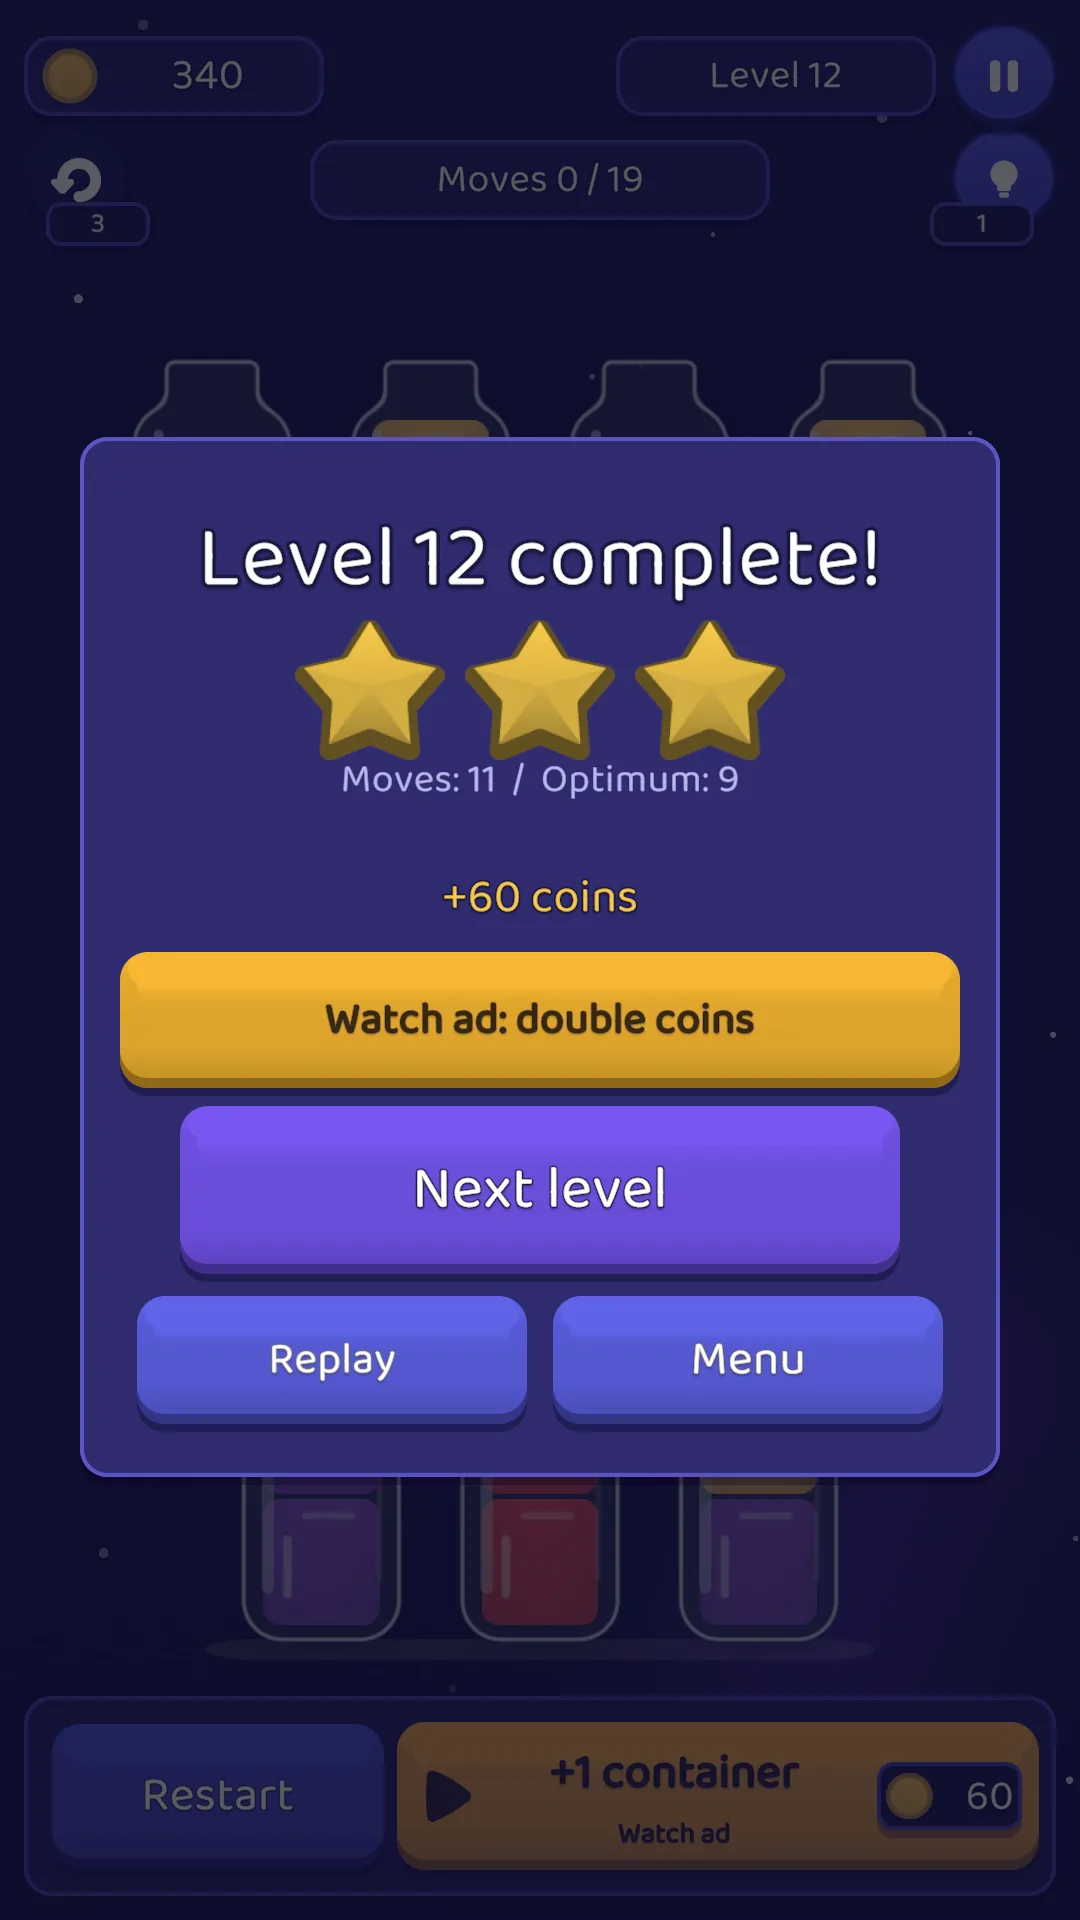 340
Level 12
Moves 0 / 19
3
1
Level 12 complete!
Moves: 11 / Optimum: 9
+60 coins
Watch ad: double coins
Next level
Replay
Menu
Restart
+1 container
Watch ad
60